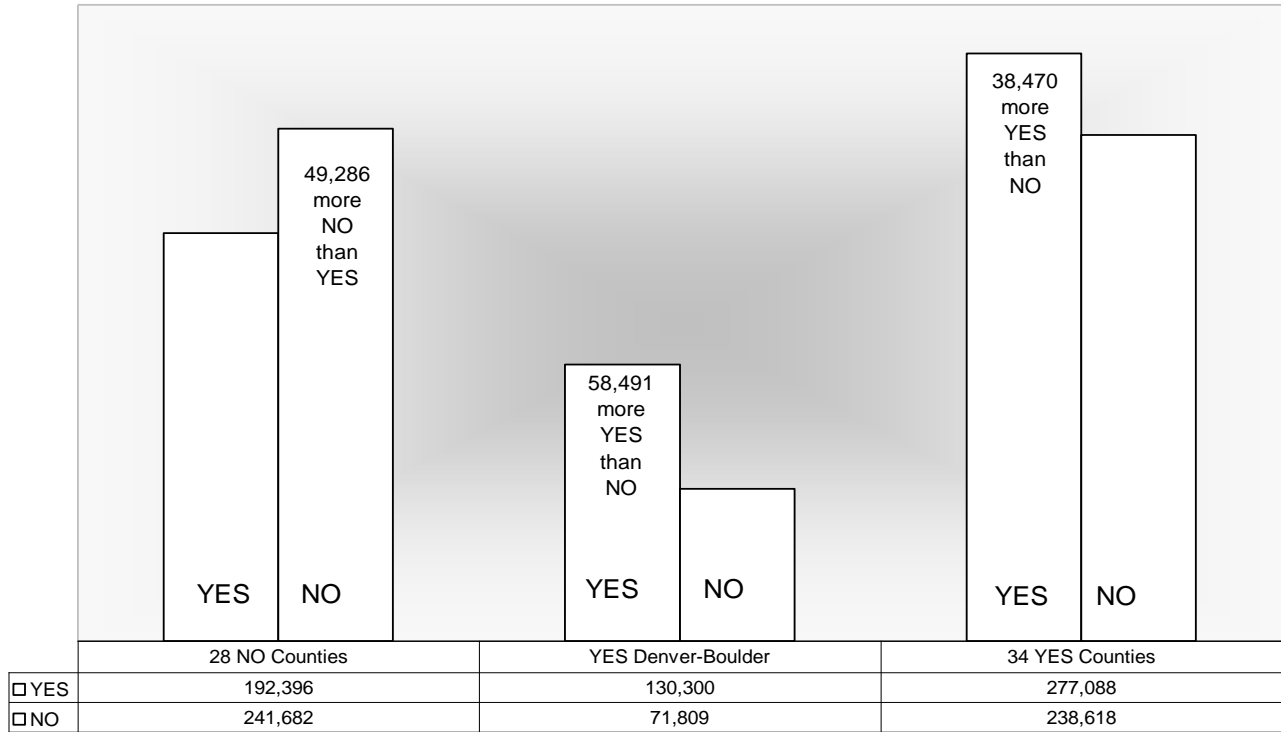 49,286
more
NO
than
YES
YES
NO
58,491
more
YES
than
NO
YES
NO
38,470
more
YES
than
NO
YES
NO
28 NO Counties YES Denver-Boulder 34 YES Counties
YES 192,396 130,300 277,088
NO 241,682 71,809 238,618